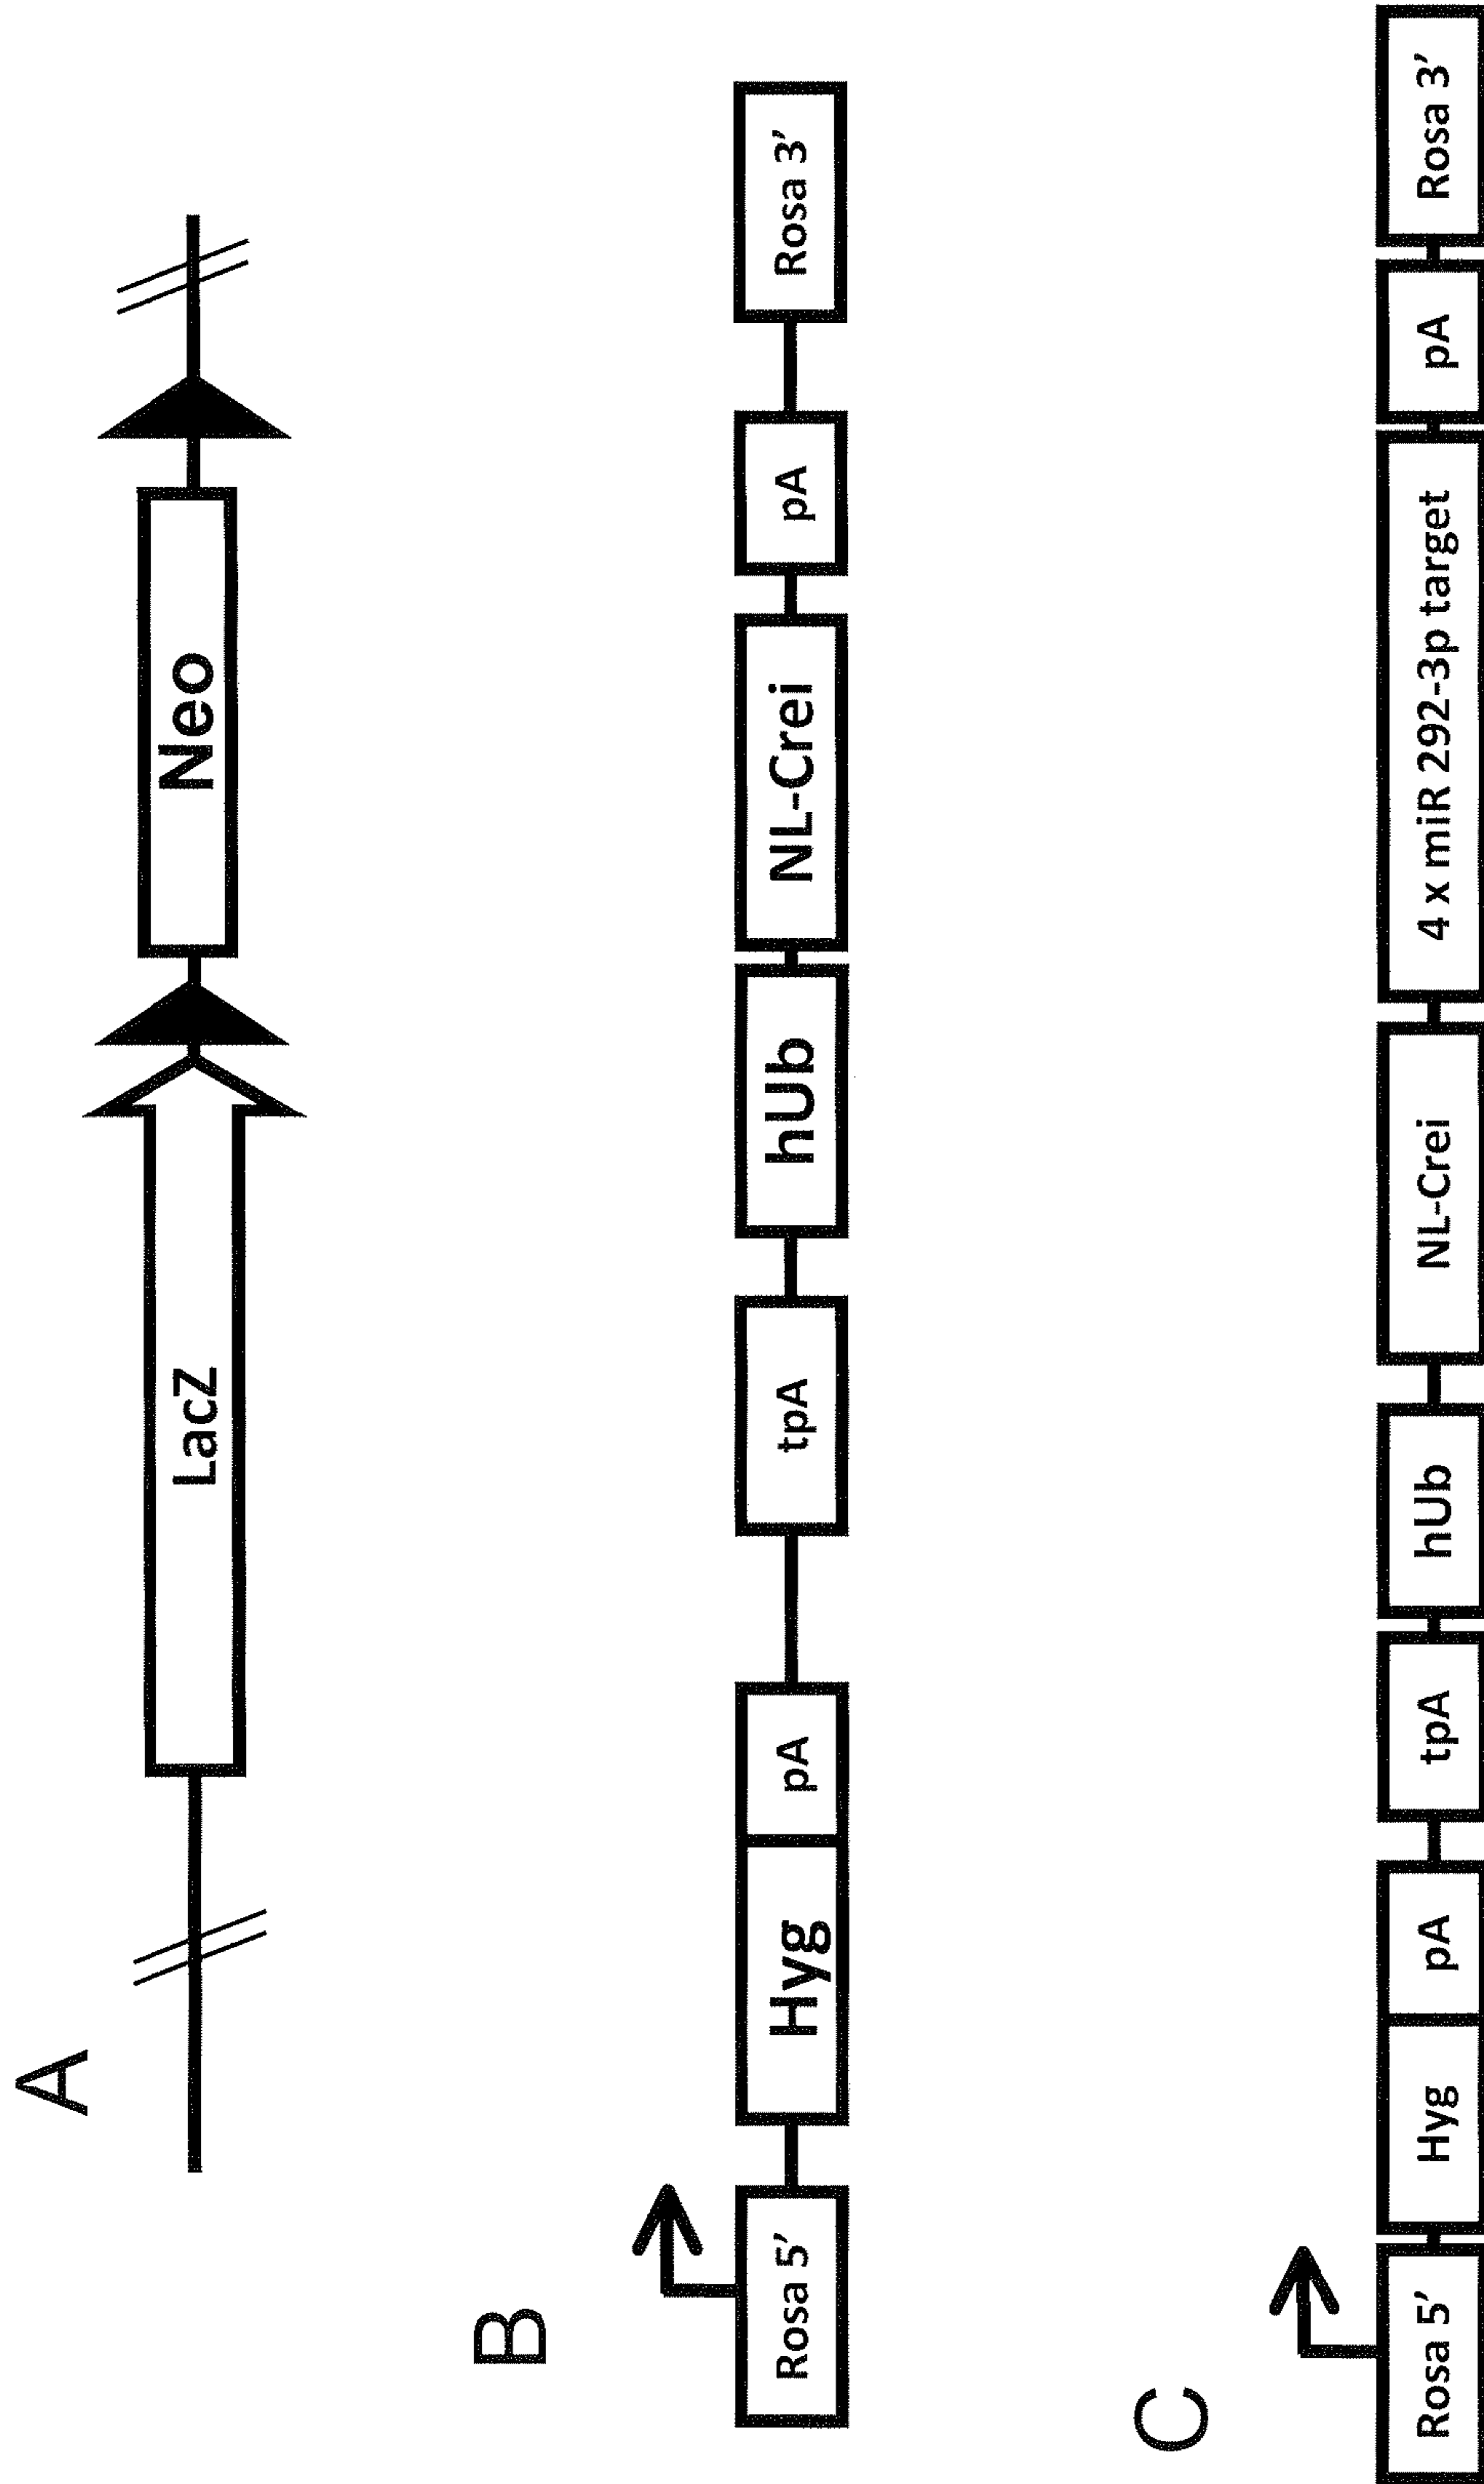 A
LacZ
Neo
B
Rosa 5'
Hyg
pA
tpA
hUb
NL-Crei
pA
Rosa 3'
C
Rosa 5'
Hyg
pA
tpA
hUb
NL-Crei
4 x miR 292-3p target
pA
Rosa 3'